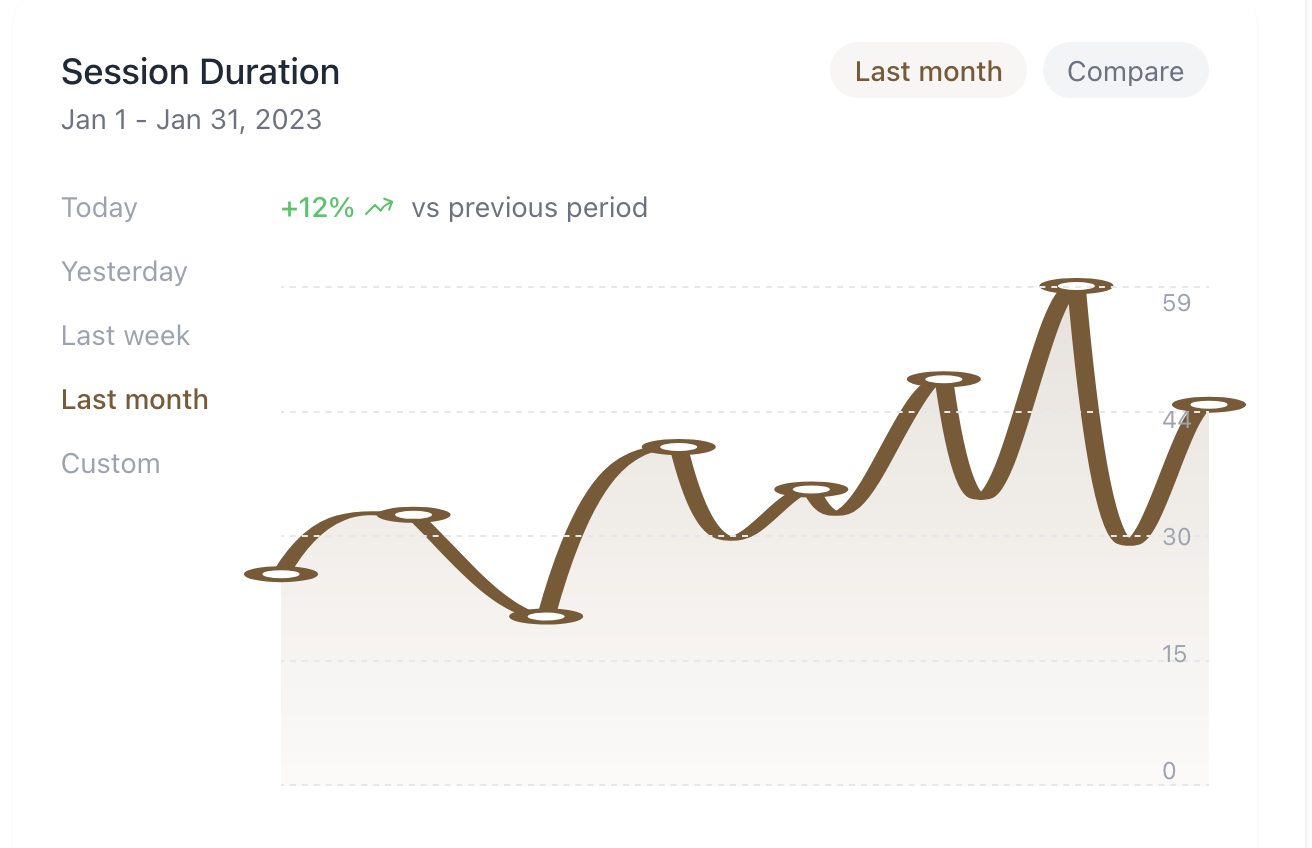 Session Duration
Last month
Compare
Jan 1 - Jan 31, 2023
Today
Yesterday
Last week
Last month
Custom
+12% vs previous period
59
44
30
15
0